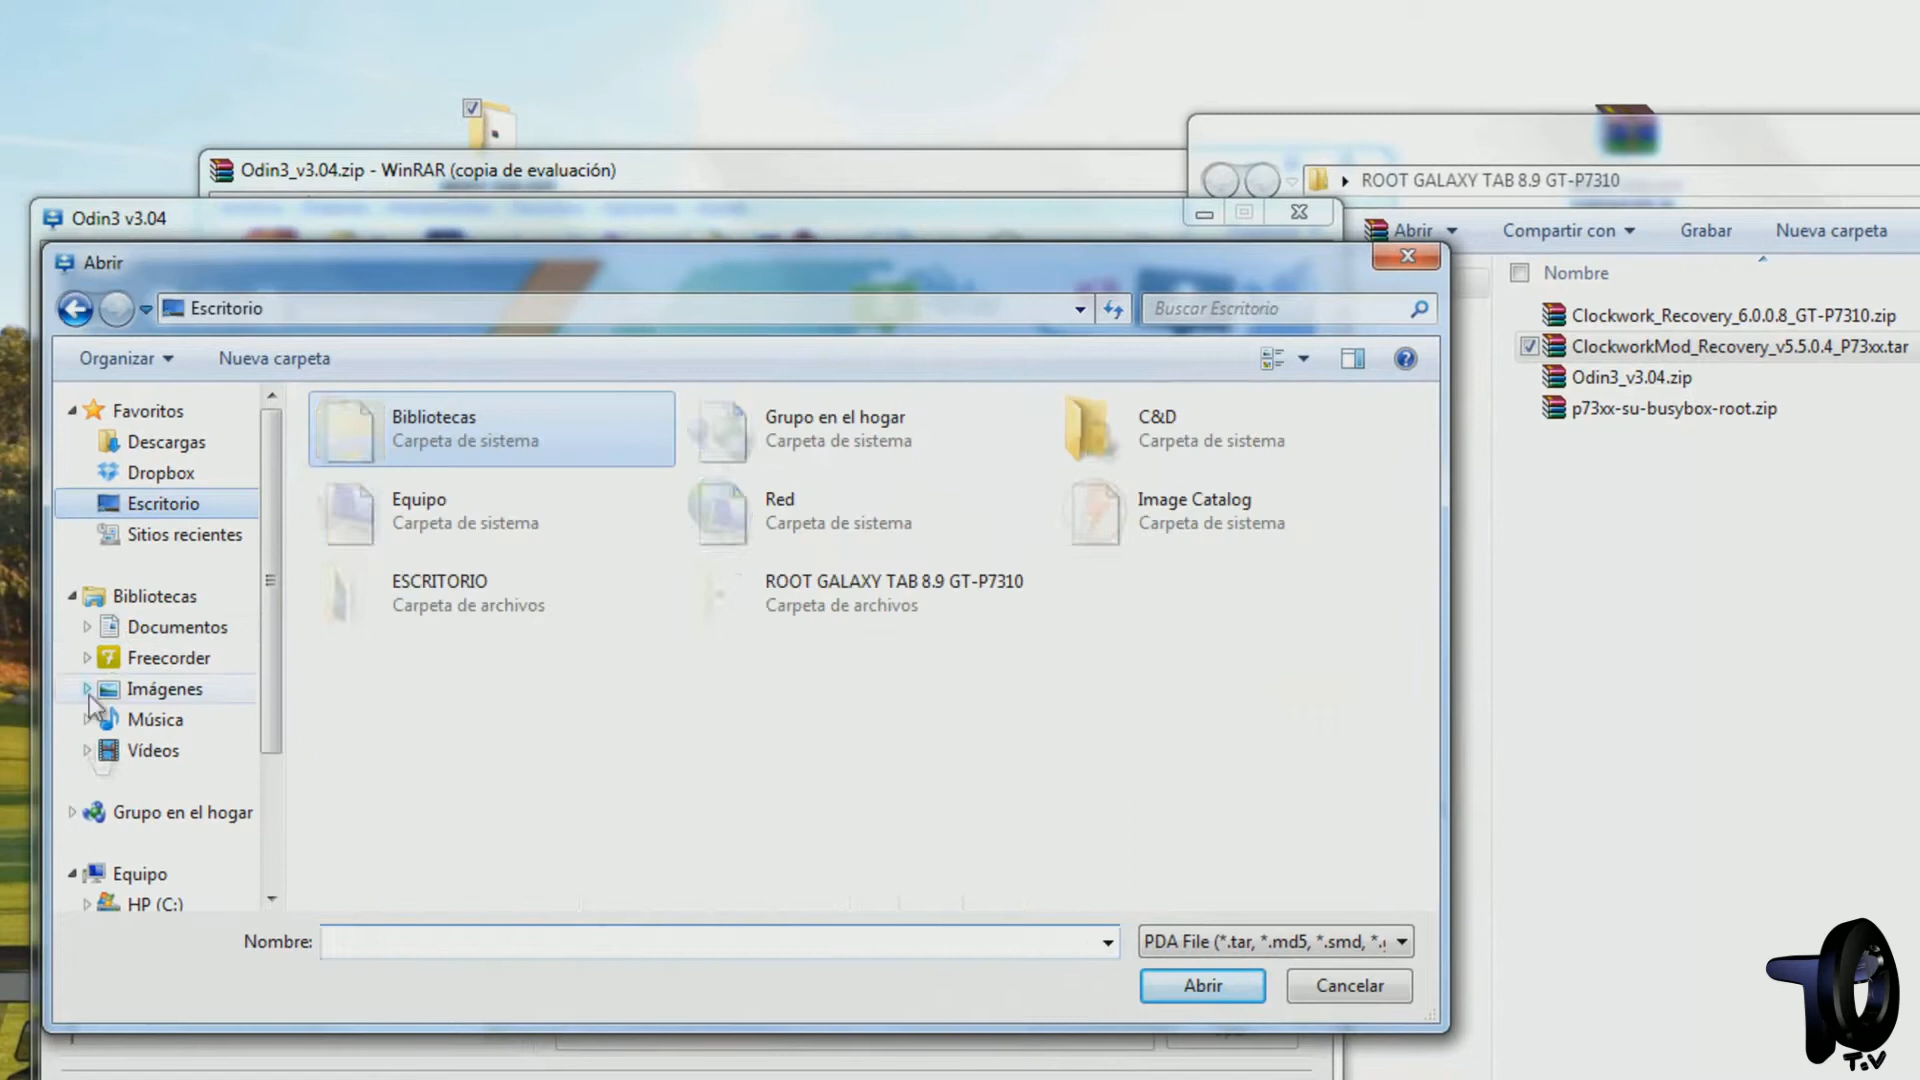 Odin3_v3.04.zip - WinRAR (copia de evaluación)
ROOT GALAXY TAB 8.9 GT-P7310
Odin3 v3.04
Abrir
Compartir con
Grabar
Nueva carpeta
Abrir
Nombre
Escritorio
Buscar Escritorio
Clockwork_Recovery_6.0.0.8_GT-P7310.zip
ClockworkMod_Recovery_v5.5.0.4_P73xx.tar
Odin3_v3.04.zip
p73xx-su-busybox-root.zip
Organizar
Nueva carpeta
Favoritos
Descargas
Dropbox
Escritorio
Sitios recientes
Bibliotecas
Documentos
Freecorder
Imágenes
Música
Vídeos
Grupo en el hogar
Equipo
HP (C:)
Bibliotecas
Carpeta de sistema
Grupo en el hogar
Carpeta de sistema
C&D
Carpeta de sistema
Equipo
Carpeta de sistema
Red
Carpeta de sistema
Image Catalog
Carpeta de sistema
ESCRITORIO
Carpeta de archivos
ROOT GALAXY TAB 8.9 GT-P7310
Carpeta de archivos
Nombre:
PDA File (*.tar, *.md5, *.smd, *.
Abrir
Cancelar
T.V